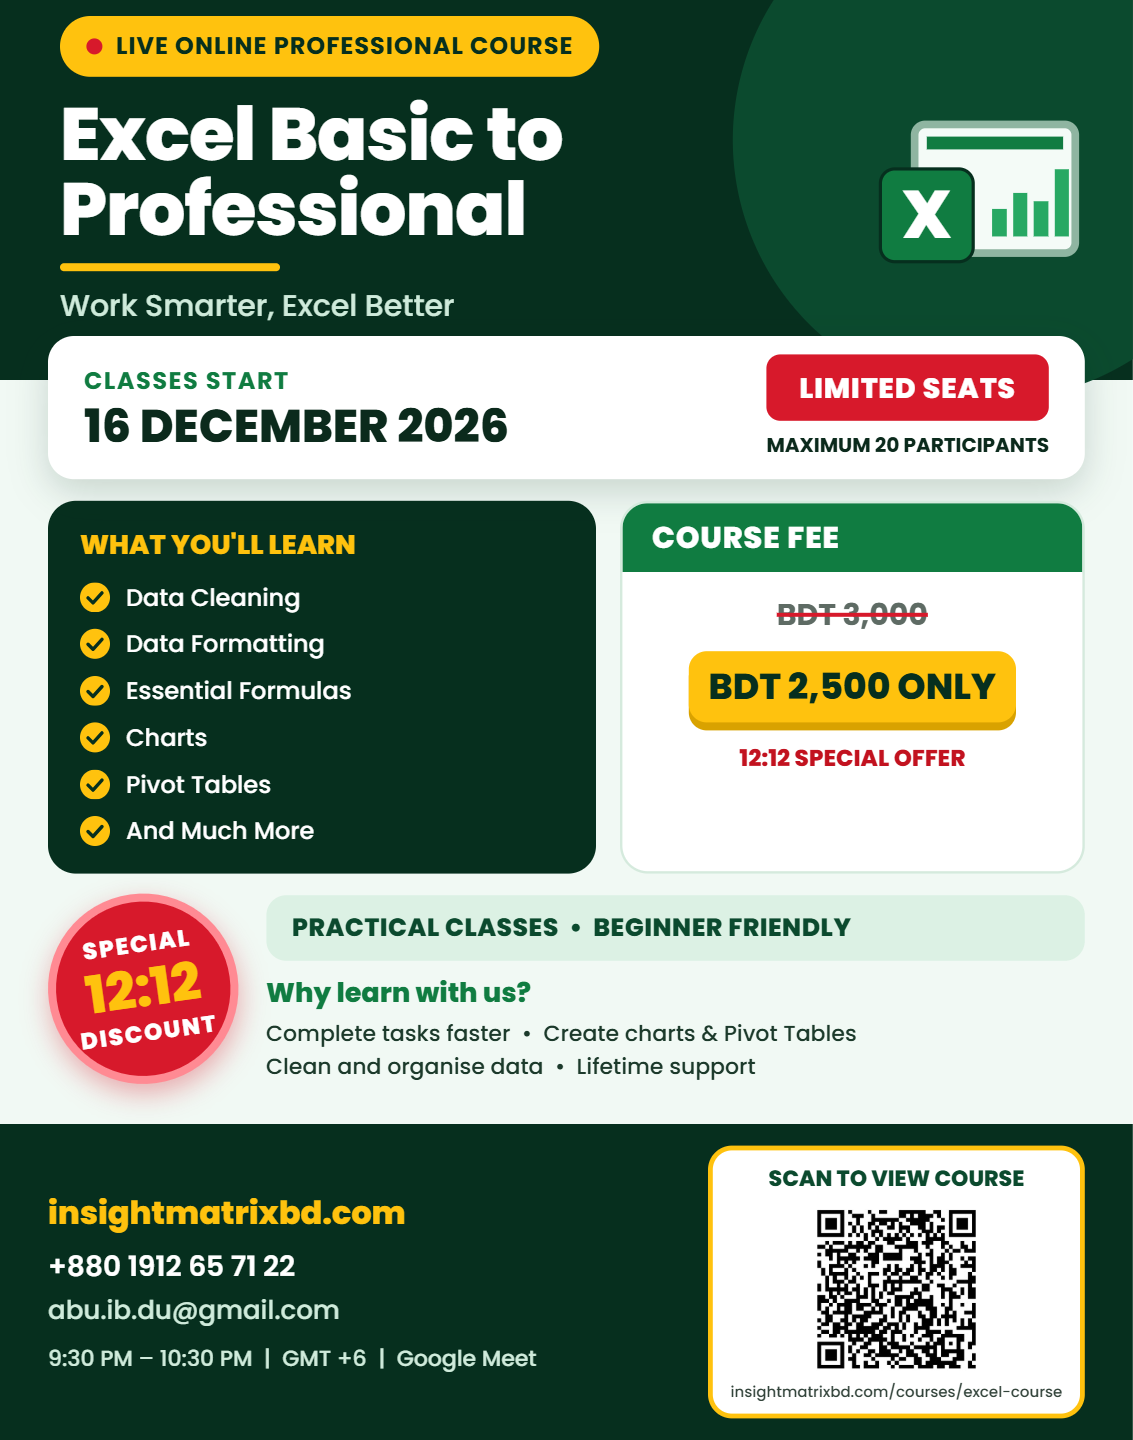 LIVE ONLINE PROFESSIONAL COURSE
Excel Basic to
Professional
Work Smarter, Excel Better
X
CLASSES START
16 DECEMBER 2026
LIMITED SEATS
MAXIMUM 20 PARTICIPANTS
WHAT YOU'LL LEARN
Data Cleaning
Data Formatting
Essential Formulas
Charts
Pivot Tables
And Much More
COURSE FEE
BDT 3,000
BDT 2,500 ONLY
12:12 SPECIAL OFFER
SPECIAL
12:12
DISCOUNT
PRACTICAL CLASSES • BEGINNER FRIENDLY
Why learn with us?
Complete tasks faster • Create charts & Pivot Tables
Clean and organise data • Lifetime support
insightmatrixbd.com
+880 1912 65 71 22
abu.ib.du@gmail.com
9:30 PM – 10:30 PM | GMT +6 | Google Meet
SCAN TO VIEW COURSE
insightmatrixbd.com/courses/excel-course